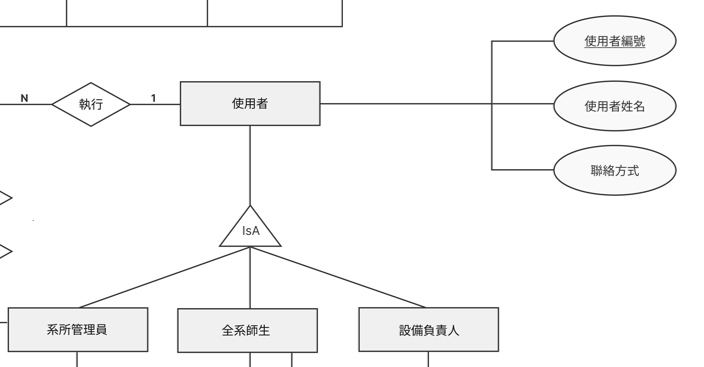 使用者編號
N
執行
1
使用者
使用者姓名
聯絡方式
IsA
系所管理員
全系師生
設備負責人